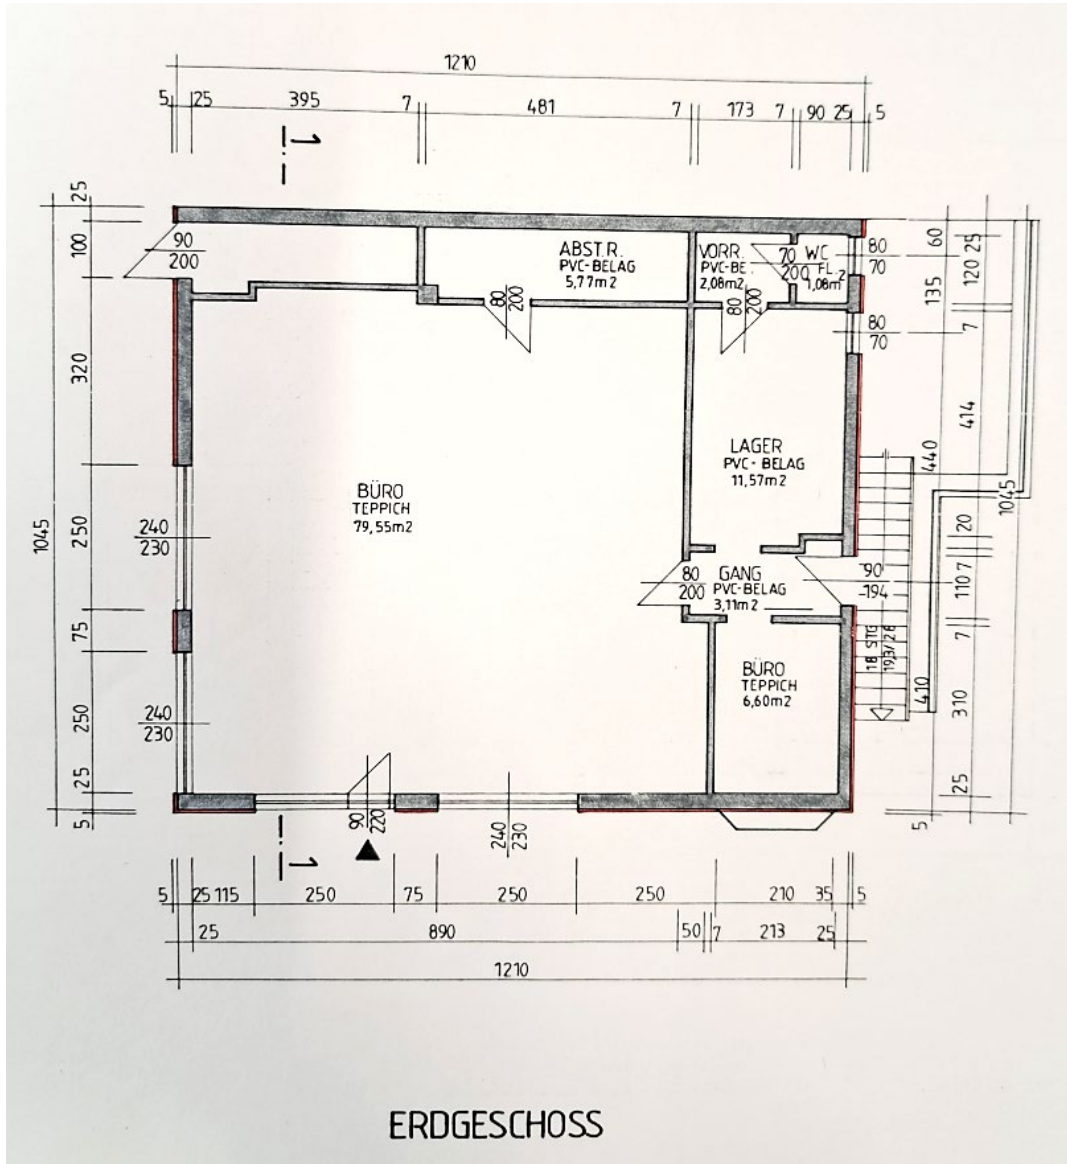 1210
5 25 395 7 481 7 173 7 90 25 5
1
25
100
320
1045
250
75
250
25
5
90
200
ABST.R.
PVC-BELAG
5,77m2
VORR.
PVC-BE.
2,08m2
70
200
WC
FL.
1,08m2
80
70
80
70
80
200
80
200
60
25
135
120
7
414
440
1045
20
7
110
7
410
310
25
5
LAGER
PVC-BELAG
11,57m2
BÜRO
TEPPICH
79,55m2
240
230
80
200
GANG
PVC-BELAG
3,11m2
90
194
18 STG
19,3/26
BÜRO
TEPPICH
6,60m2
240
230
90
220
240
230
1
5 25 115 250 75 250 250 210 35 5
25 890 50 7 213 25
1210
ERDGESCHOSS